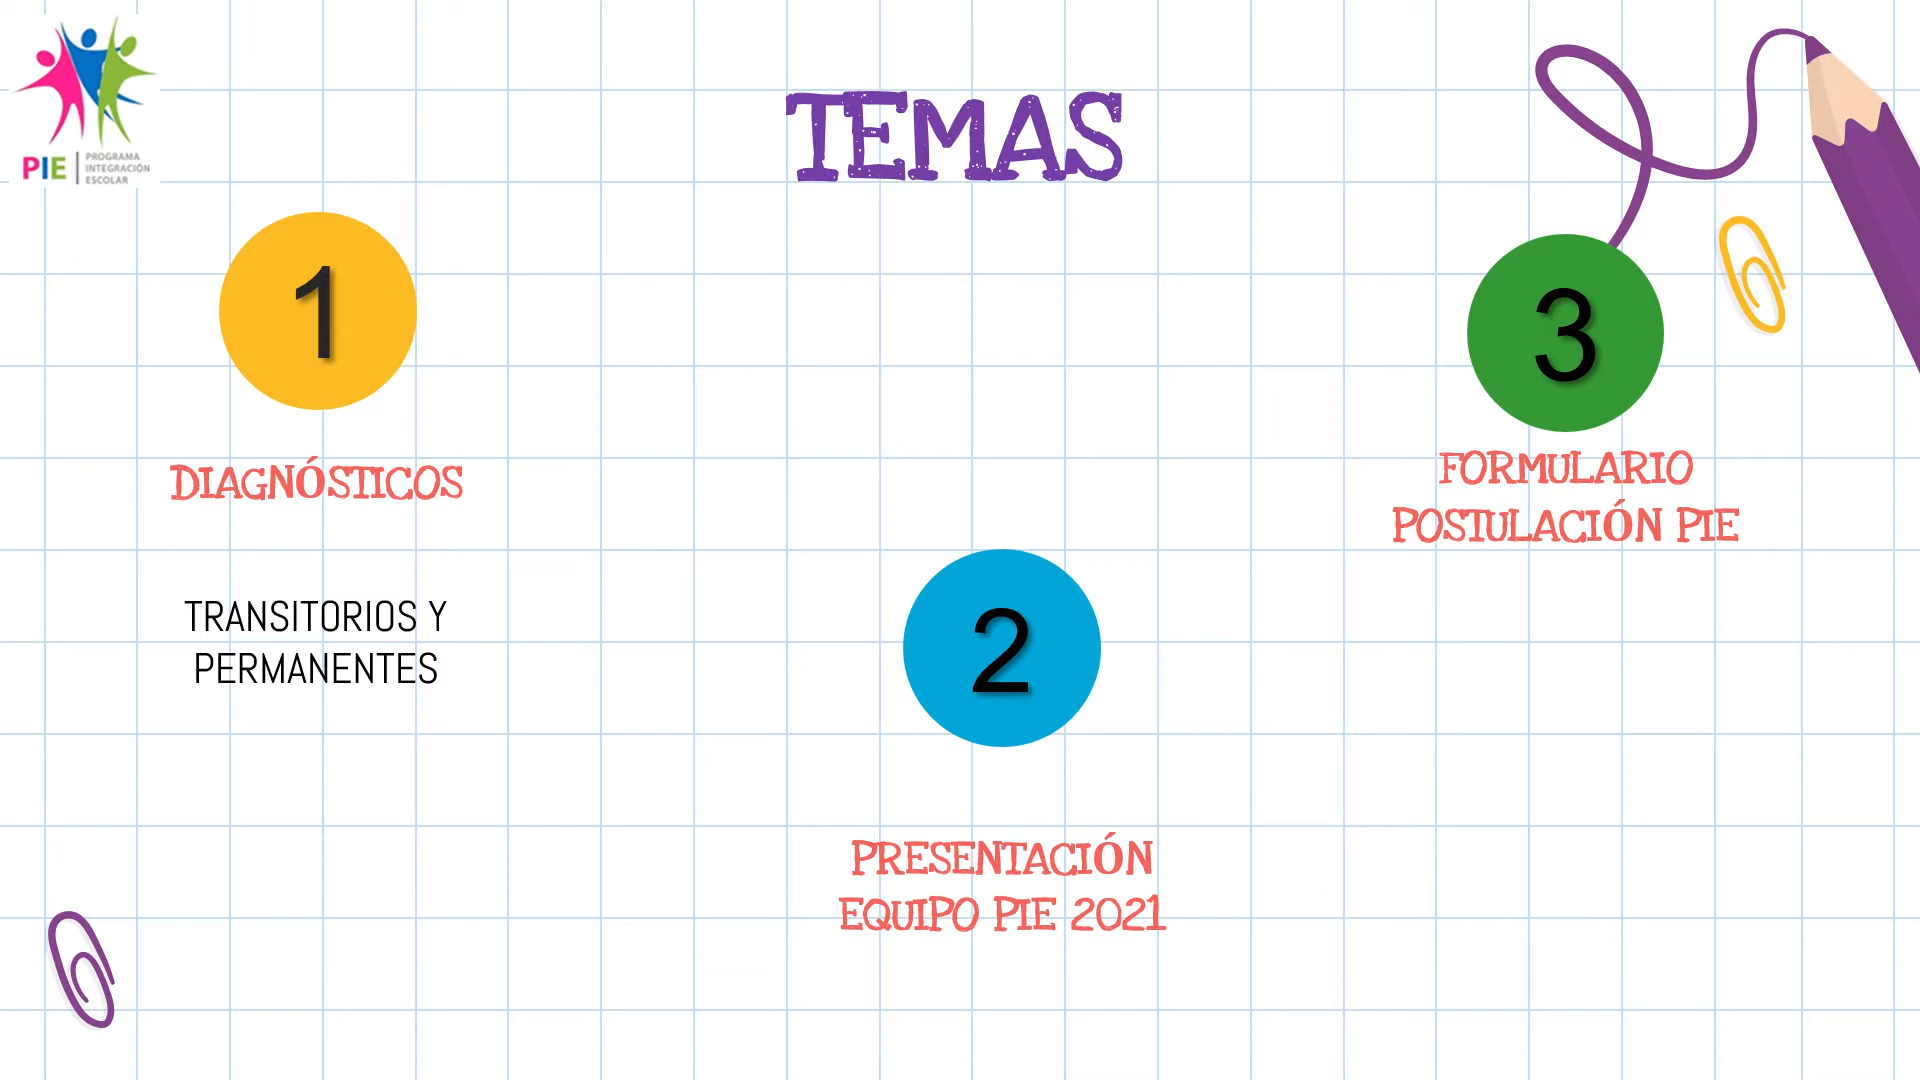 PIE
PROGRAMA
INTEGRACIÓN
ESCOLAR
TEMAS
1
DIAGNÓSTICOS
TRANSITORIOS Y
PERMANENTES
2
PRESENTACIÓN
EQUIPO PIE 2021
3
FORMULARIO
POSTULACIÓN PIE